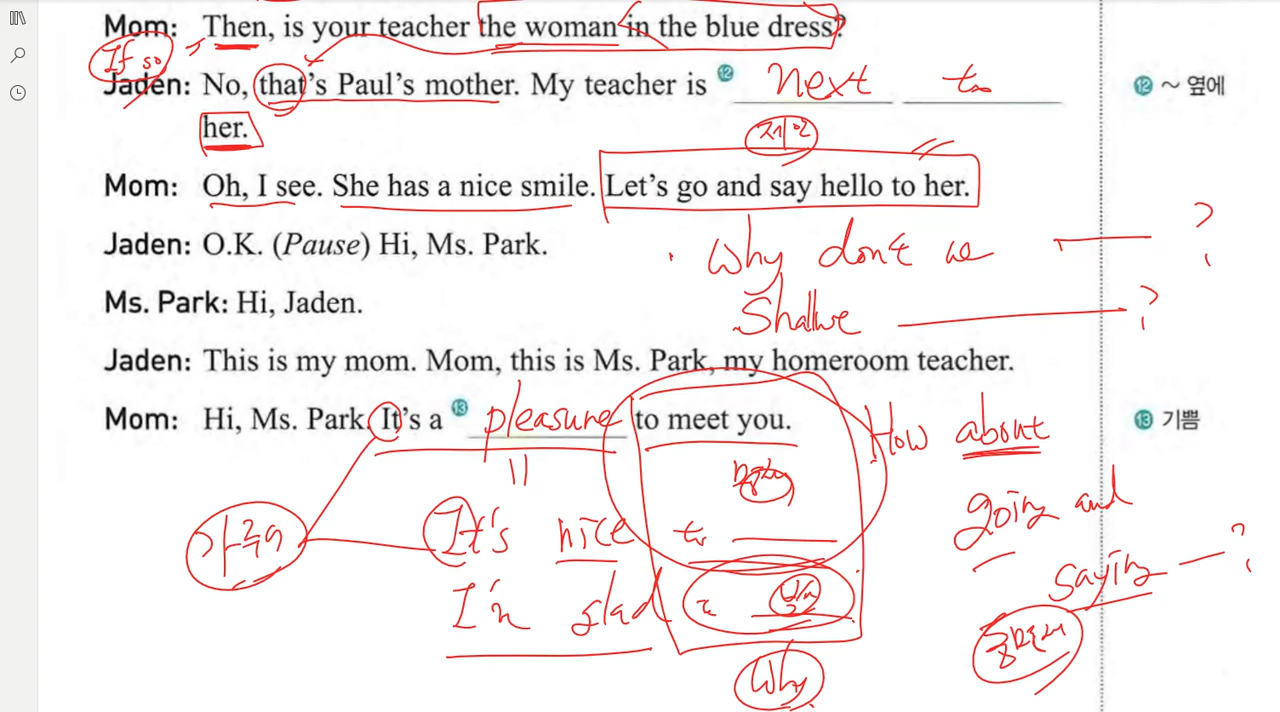 Mom: Then, is your teacher the woman in the blue dress?
If so
Jaden: No, that's Paul's mother. My teacher is ⑫ next to
⑫ ~ 옆에
her.
제안
Mom: Oh, I see. She has a nice smile. Let's go and say hello to her.
Jaden: O.K. (Pause) Hi, Ms. Park.
Why don't we ?
Ms. Park: Hi, Jaden.
Shall we ?
Jaden: This is my mom. Mom, this is Ms. Park, my homeroom teacher.
Mom: Hi, Ms. Park. It's a ⑬ pleasure to meet you.
⑬ 기쁨
How about
going and
saying ?
가주어
It's nice to
I'm glad
Why